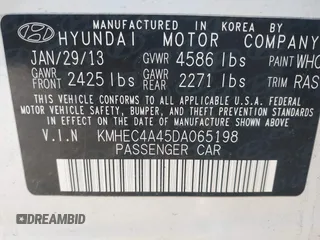 MANUFACTURED IN KOREA BY
HYUNDAI MOTOR COMPANY
JAN/29/13 GVWR 4586 lbs PAINT WHC
GAWR FRONT 2425 lbs GAWR REAR 2271 lbs TRIM RAS
THIS VEHICLE CONFORMS TO ALL APPLICABLE U.S.
FEDERAL MOTOR VEHICLE SAFETY, BUMPER, AND
THEFT PREVENTION STANDARDS IN EFFECT ON THE
DATE OF MANUFACTURE SHOWN ABOVE.
V.I.N KMHEC4A45DA065198
PASSENGER CAR
DREAMBID